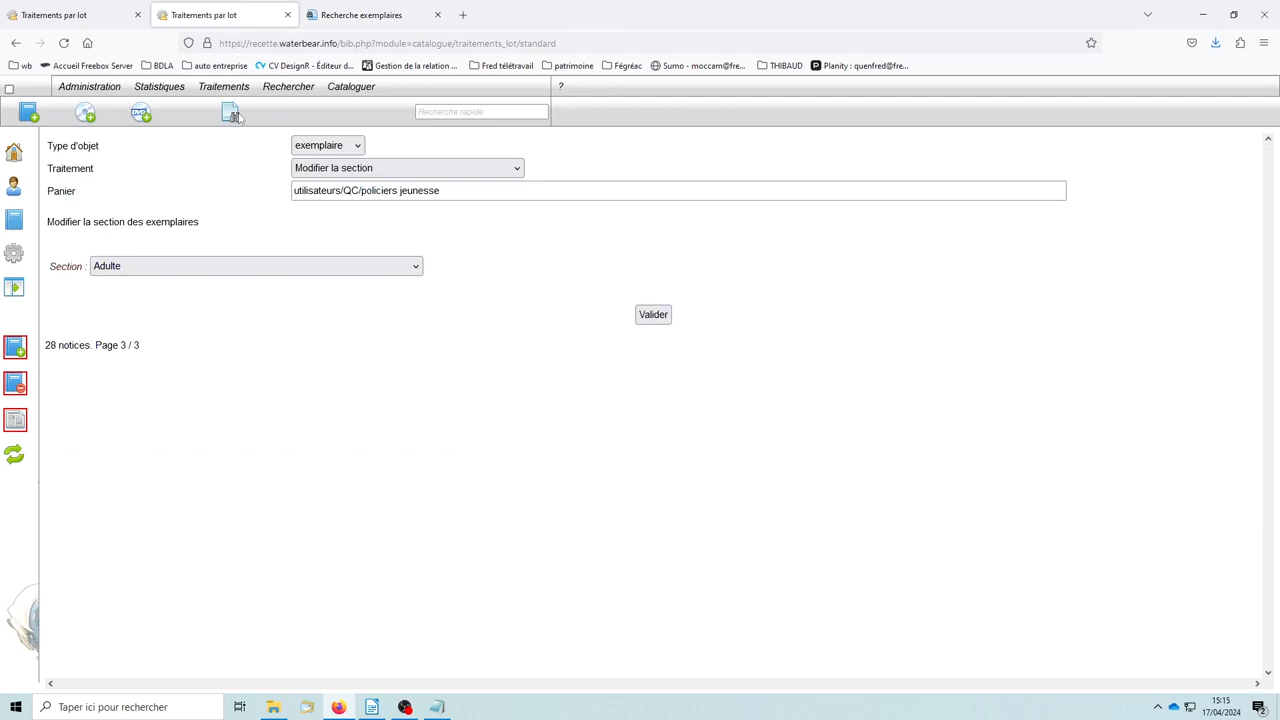 Traitements par lot
Traitements par lot
Recherche exemplaires
https://recette.waterbear.info/bib.php?module=catalogue/traitements_lot/standard
wb
Accueil Freebox Server
BDLA
auto entreprise
CV DesignR - Éditeur d...
Gestion de la relation ...
Fred télétravail
patrimoine
Fégréac
Sumo - moccam@fre...
THIBAUD
Planity : quenfred@fre...
Administration
Statistiques
Traitements
Rechercher
Cataloguer
?
DVD
Recherche rapide
Type d'objet
exemplaire
Traitement
Modifier la section
Panier
utilisateurs/QC/policiers jeunesse
Modifier la section des exemplaires
Section :
Adulte
Valider
28 notices. Page 3 / 3
Taper ici pour rechercher
15:15
17/04/2024
2